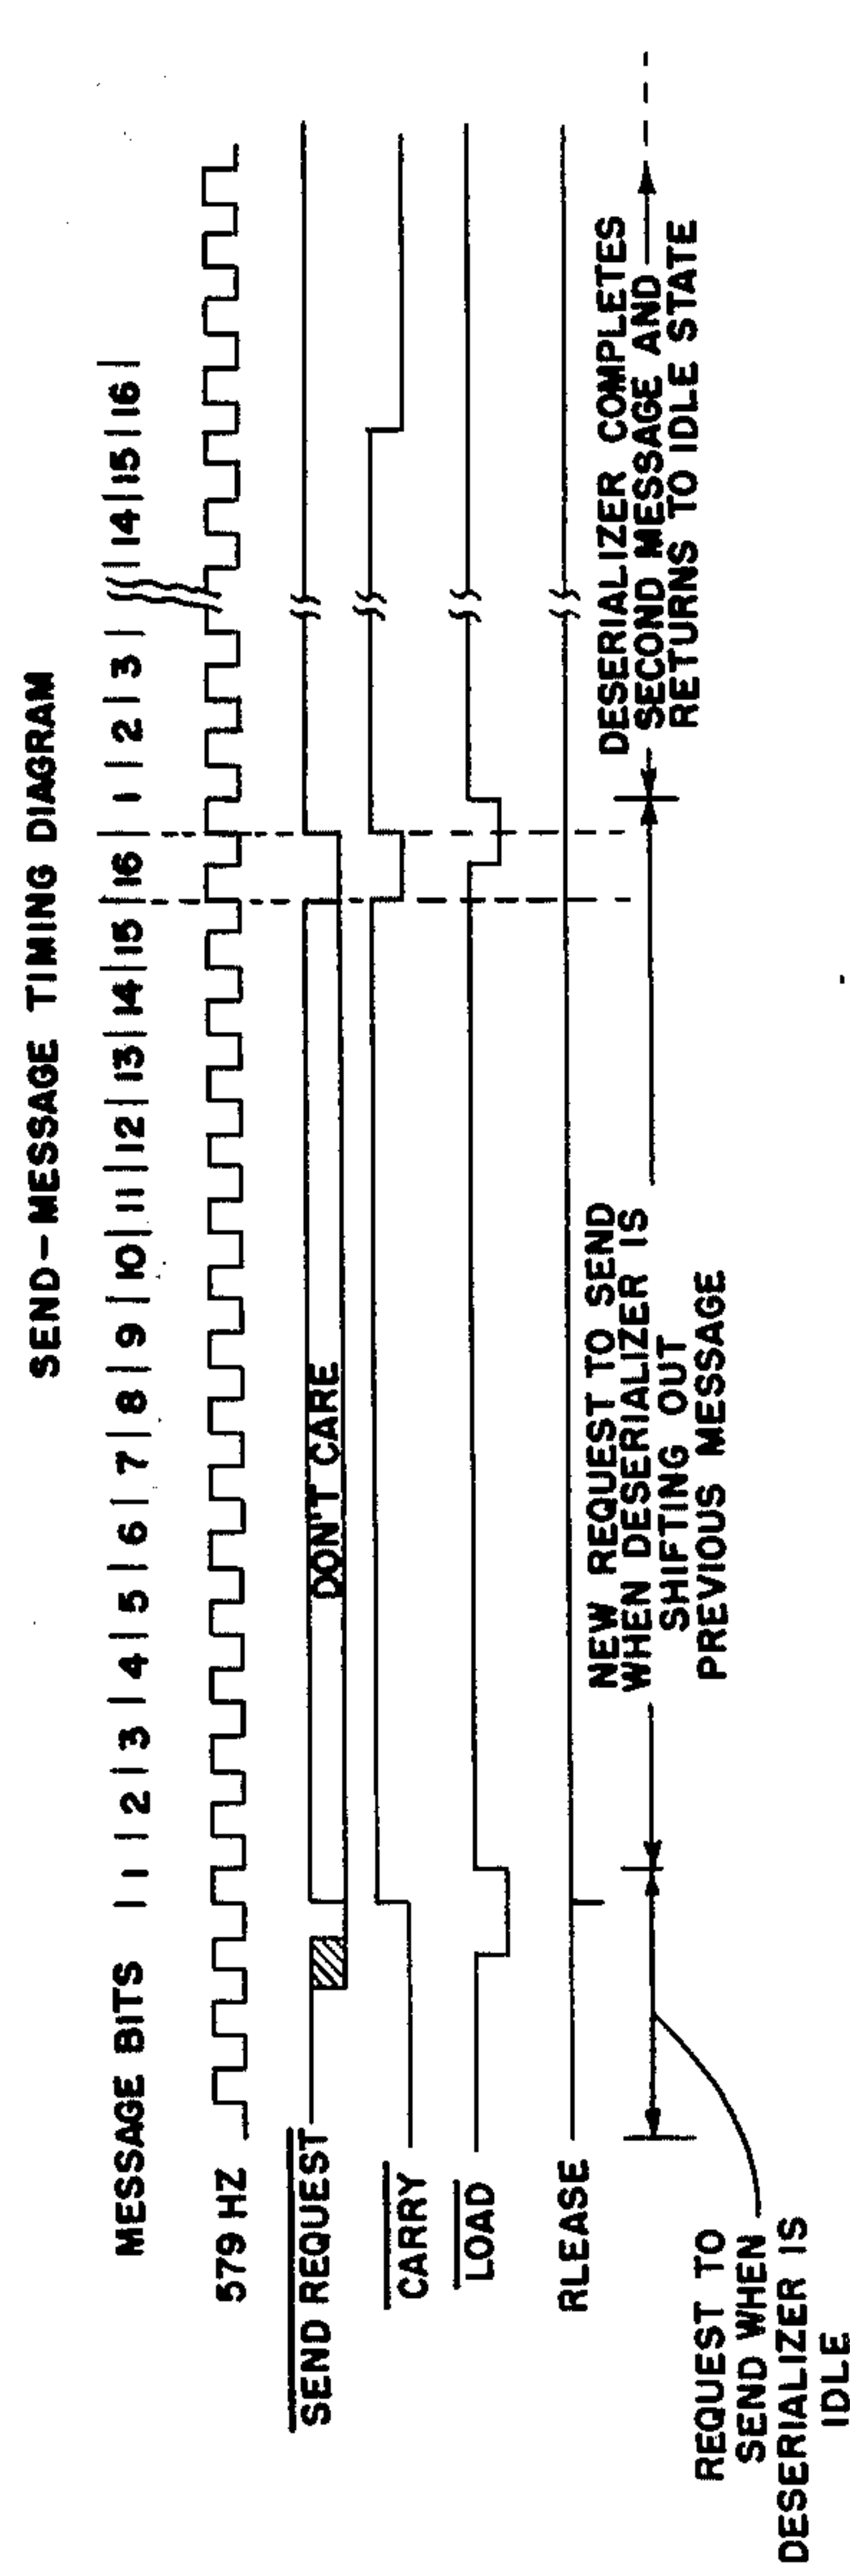 SEND-MESSAGE TIMING DIAGRAM
MESSAGE BITS | 1 | 2 | 3 | 4 | 5 | 6 | 7 | 8 | 9 | 10 | 11 | 12 | 13 | 14 | 15 | 16 | 1 | 2 | 3 | 14 | 15 | 16 |
579 HZ
SEND REQUEST
DON'T CARE
CARRY
LOAD
RLEASE
REQUEST TO
SEND WHEN
DESERIALIZER IS
IDLE
NEW REQUEST TO SEND
WHEN DESERIALIZER IS
SHIFTING OUT
PREVIOUS MESSAGE
DESERIALIZER COMPLETES
SECOND MESSAGE AND
RETURNS TO IDLE STATE